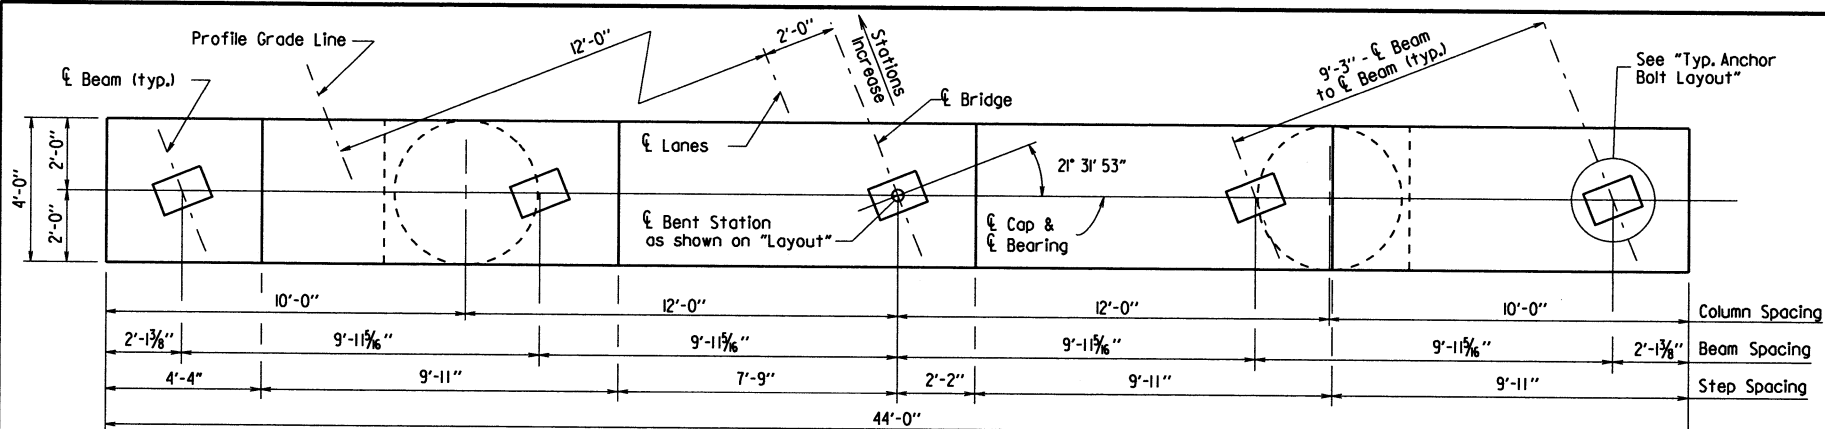 Profile Grade Line
℄ Beam (typ.)
12'-0"
2'-0"
Stations
Increase
9'-3" - ℄ Beam
to ℄ Beam (typ.)
See "Typ. Anchor
Bolt Layout"
℄ Bridge
℄ Lanes
21° 31' 53"
4'-0"
2'-0"
2'-0"
℄ Bent Station
as shown on "Layout"
℄ Cap &
℄ Bearing
10'-0" 12'-0" 12'-0" 10'-0" Column Spacing
2'-1⅜" 9'-11⁵⁄₁₆" 9'-11⁵⁄₁₆" 9'-11⁵⁄₁₆" 9'-11⁵⁄₁₆" 2'-1⅜" Beam Spacing
4'-4" 9'-11" 7'-9" 2'-2" 9'-11" 9'-11" Step Spacing
44'-0"